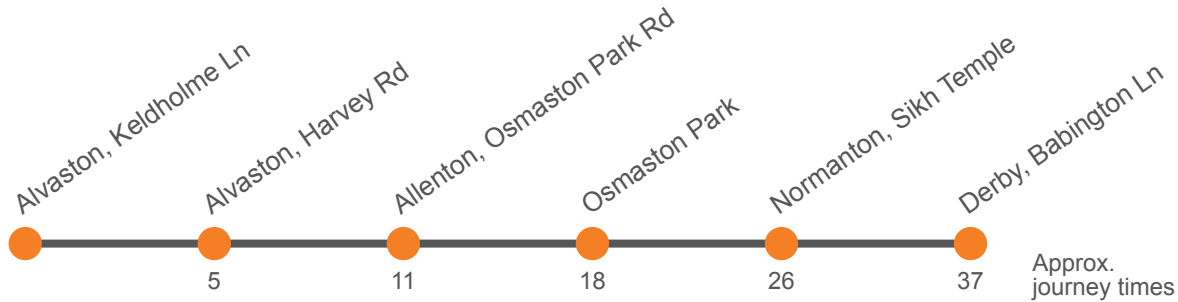 Alvaston, Keldholme Ln
Alvaston, Harvey Rd
Allenton, Osmaston Park Rd
Osmaston Park
Normanton, Sikh Temple
Derby, Babington Ln
5
11
18
26
37
Approx.
journey times